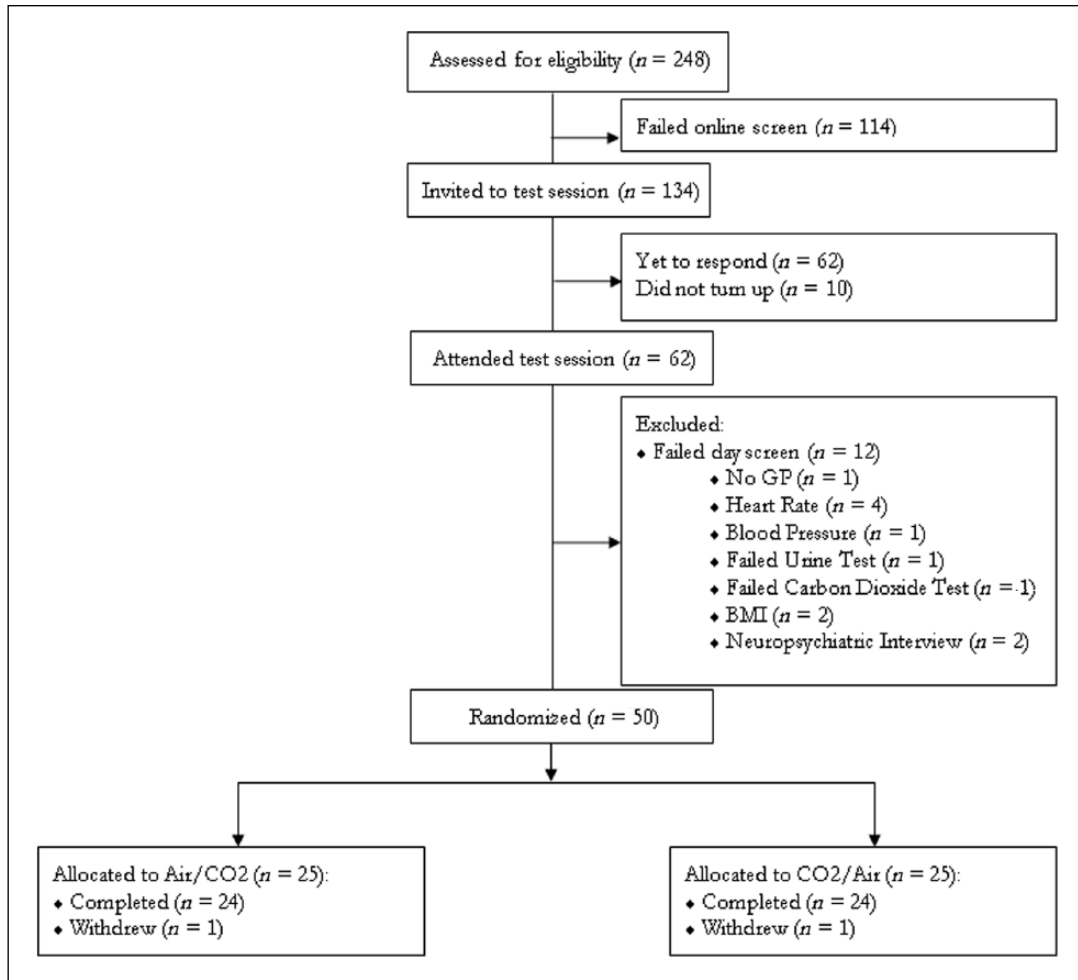 Assessed for eligibility (n = 248)
Failed online screen (n = 114)
Invited to test session (n = 134)
Yet to respond (n = 62)
Did not turn up (n = 10)
Attended test session (n = 62)
Excluded:
♦ Failed day screen (n = 12)
♦ No GP (n = 1)
♦ Heart Rate (n = 4)
♦ Blood Pressure (n = 1)
♦ Failed Urine Test (n = 1)
♦ Failed Carbon Dioxide Test (n = 1)
♦ BMI (n = 2)
♦ Neuropsychiatric Interview (n = 2)
Randomized (n = 50)
Allocated to Air/CO2 (n = 25):
♦ Completed (n = 24)
♦ Withdrew (n = 1)
Allocated to CO2/Air (n = 25):
♦ Completed (n = 24)
♦ Withdrew (n = 1)